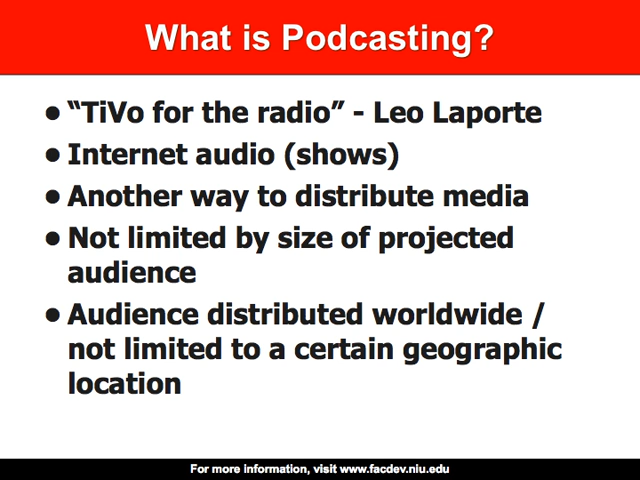 What is Podcasting?
• “TiVo for the radio” - Leo Laporte
• Internet audio (shows)
• Another way to distribute media
• Not limited by size of projected
audience
• Audience distributed worldwide /
not limited to a certain geographic
location
For more information, visit www.facdev.niu.edu